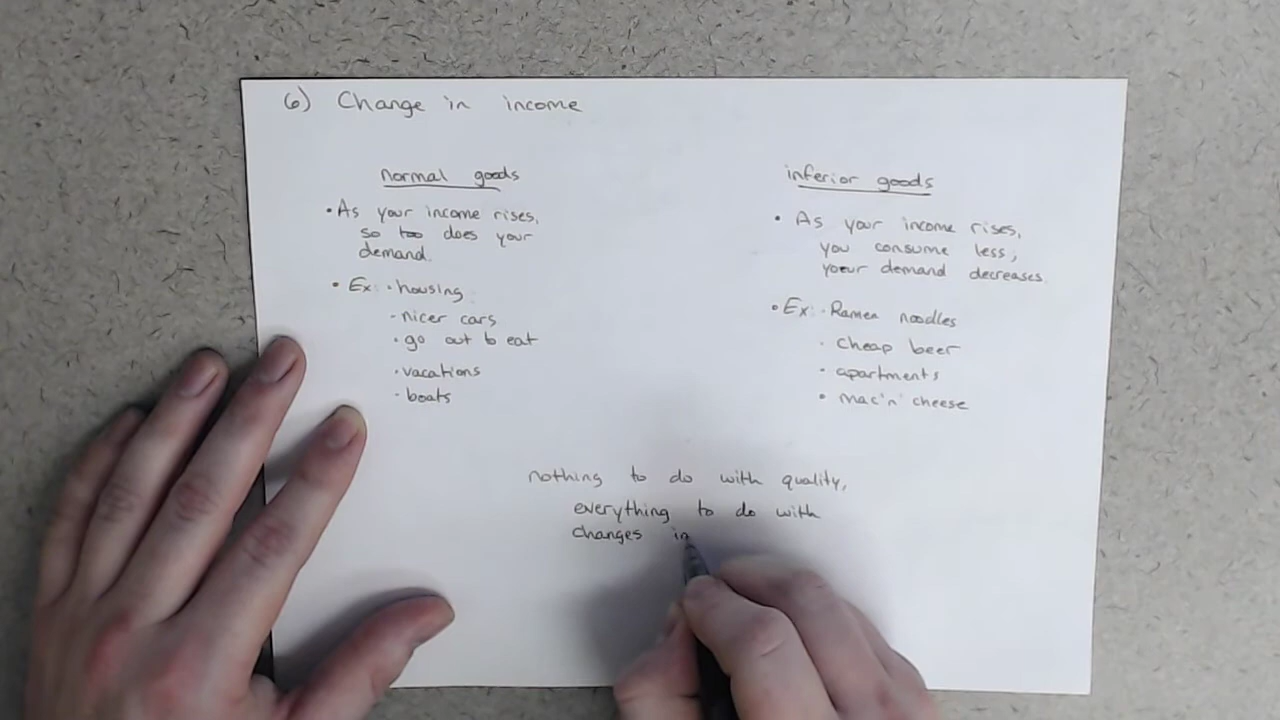 6) Change in income
normal goods
• As your income rises,
so too does your
demand.
• Ex: • housing
- nicer cars
• go out to eat
• vacations
• boats
inferior goods
• As your income rises,
you consume less;
your demand decreases.
• Ex: • Ramen noodles
• cheap beer
• apartments
• mac'n'cheese
nothing to do with quality,
everything to do with
changes in